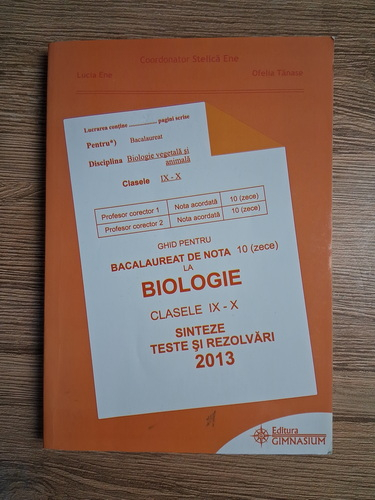 Coordonator Stelică Ene
Lucia Ene Ofelia Tănase
Lucrarea conține ............... pagini scrise
Pentru*) Bacalaureat
Disciplina Biologie vegetală și
animală
Clasele IX - X
Profesor corector 1 Nota acordată 10 (zece)
Profesor corector 2 Nota acordată 10 (zece)
GHID PENTRU
BACALAUREAT DE NOTA 10 (zece)
LA
BIOLOGIE
CLASELE IX - X
SINTEZE
TESTE ȘI REZOLVĂRI
2013
Editura
GIMNASIUM